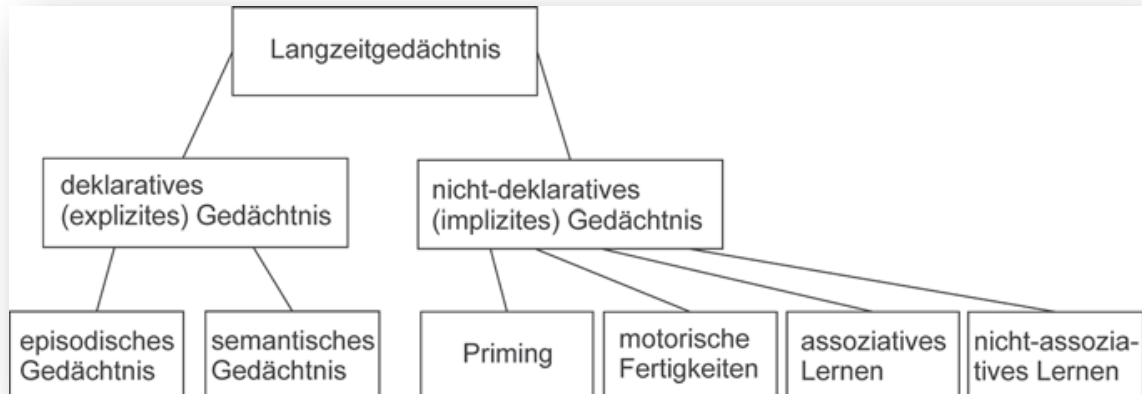 Langzeitgedächtnis
deklaratives
(explizites) Gedächtnis
nicht-deklaratives
(implizites) Gedächtnis
episodisches
Gedächtnis
semantisches
Gedächtnis
Priming
motorische
Fertigkeiten
assoziatives
Lernen
nicht-assozia-
tives Lernen